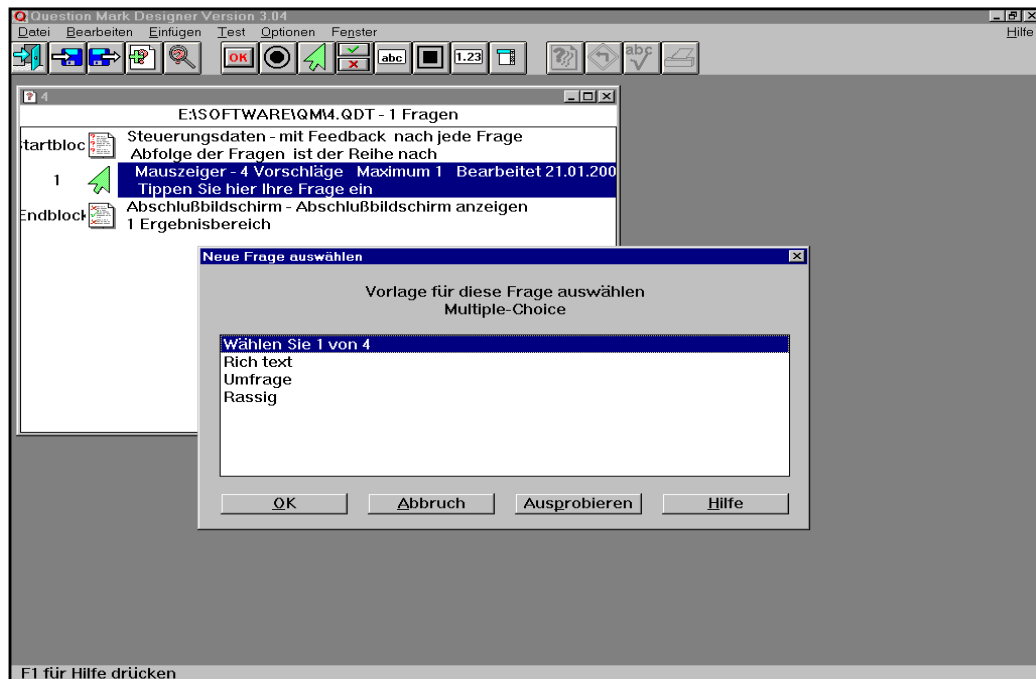 Question Mark Designer Version 3.04
Datei Bearbeiten Einfügen Test Optionen Fenster Hilfe
OK abc 1.23 abc
4
E:\SOFTWARE\QM\4.QDT - 1 Fragen
Startbloc Steuerungsdaten - mit Feedback nach jede Frage
Abfolge der Fragen ist der Reihe nach
1 Mauszeiger - 4 Vorschläge Maximum 1 Bearbeitet 21.01.200
Tippen Sie hier Ihre Frage ein
Endblock Abschlußbildschirm - Abschlußbildschirm anzeigen
1 Ergebnisbereich
Neue Frage auswählen
Vorlage für diese Frage auswählen
Multiple-Choice
Wählen Sie 1 von 4
Rich text
Umfrage
Rassig
OK Abbruch Ausprobieren Hilfe
F1 für Hilfe drücken